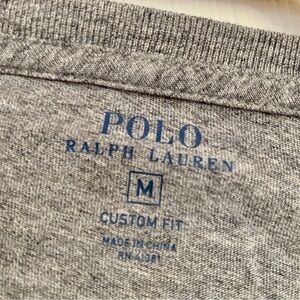 POLO
RALPH LAUREN
M
CUSTOM FIT
MADE IN CHINA
RN 41381